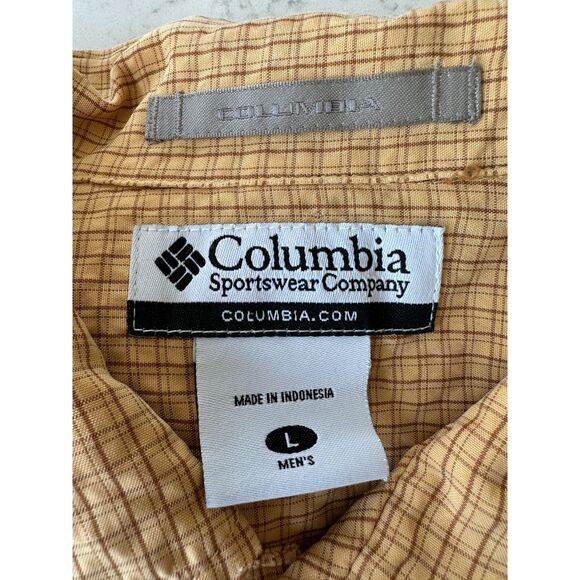 COLUMBIA
Columbia
Sportswear Company
COLUMBIA.COM
MADE IN INDONESIA
L
MEN'S